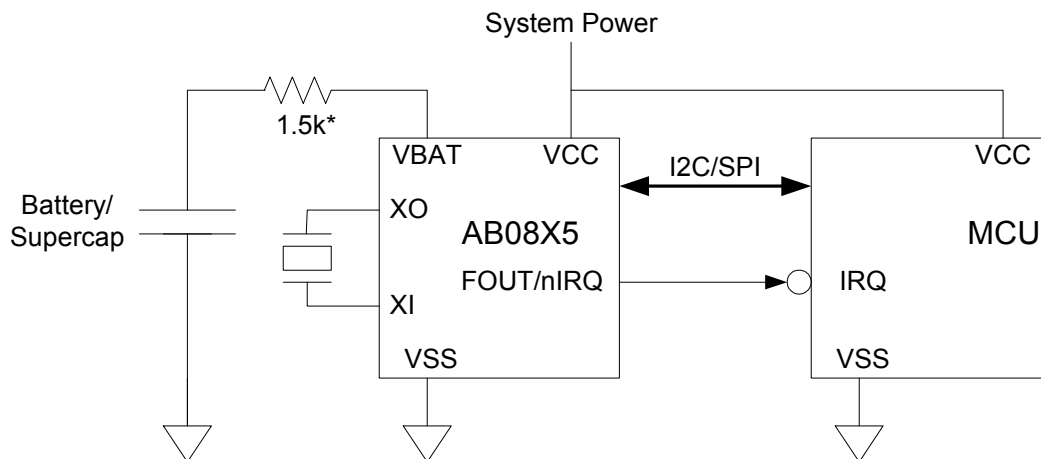 System Power
1.5k*
VBAT
VCC
VCC
I2C/SPI
Battery/
Supercap
XO
AB08X5
MCU
FOUT/nIRQ
IRQ
XI
VSS
VSS